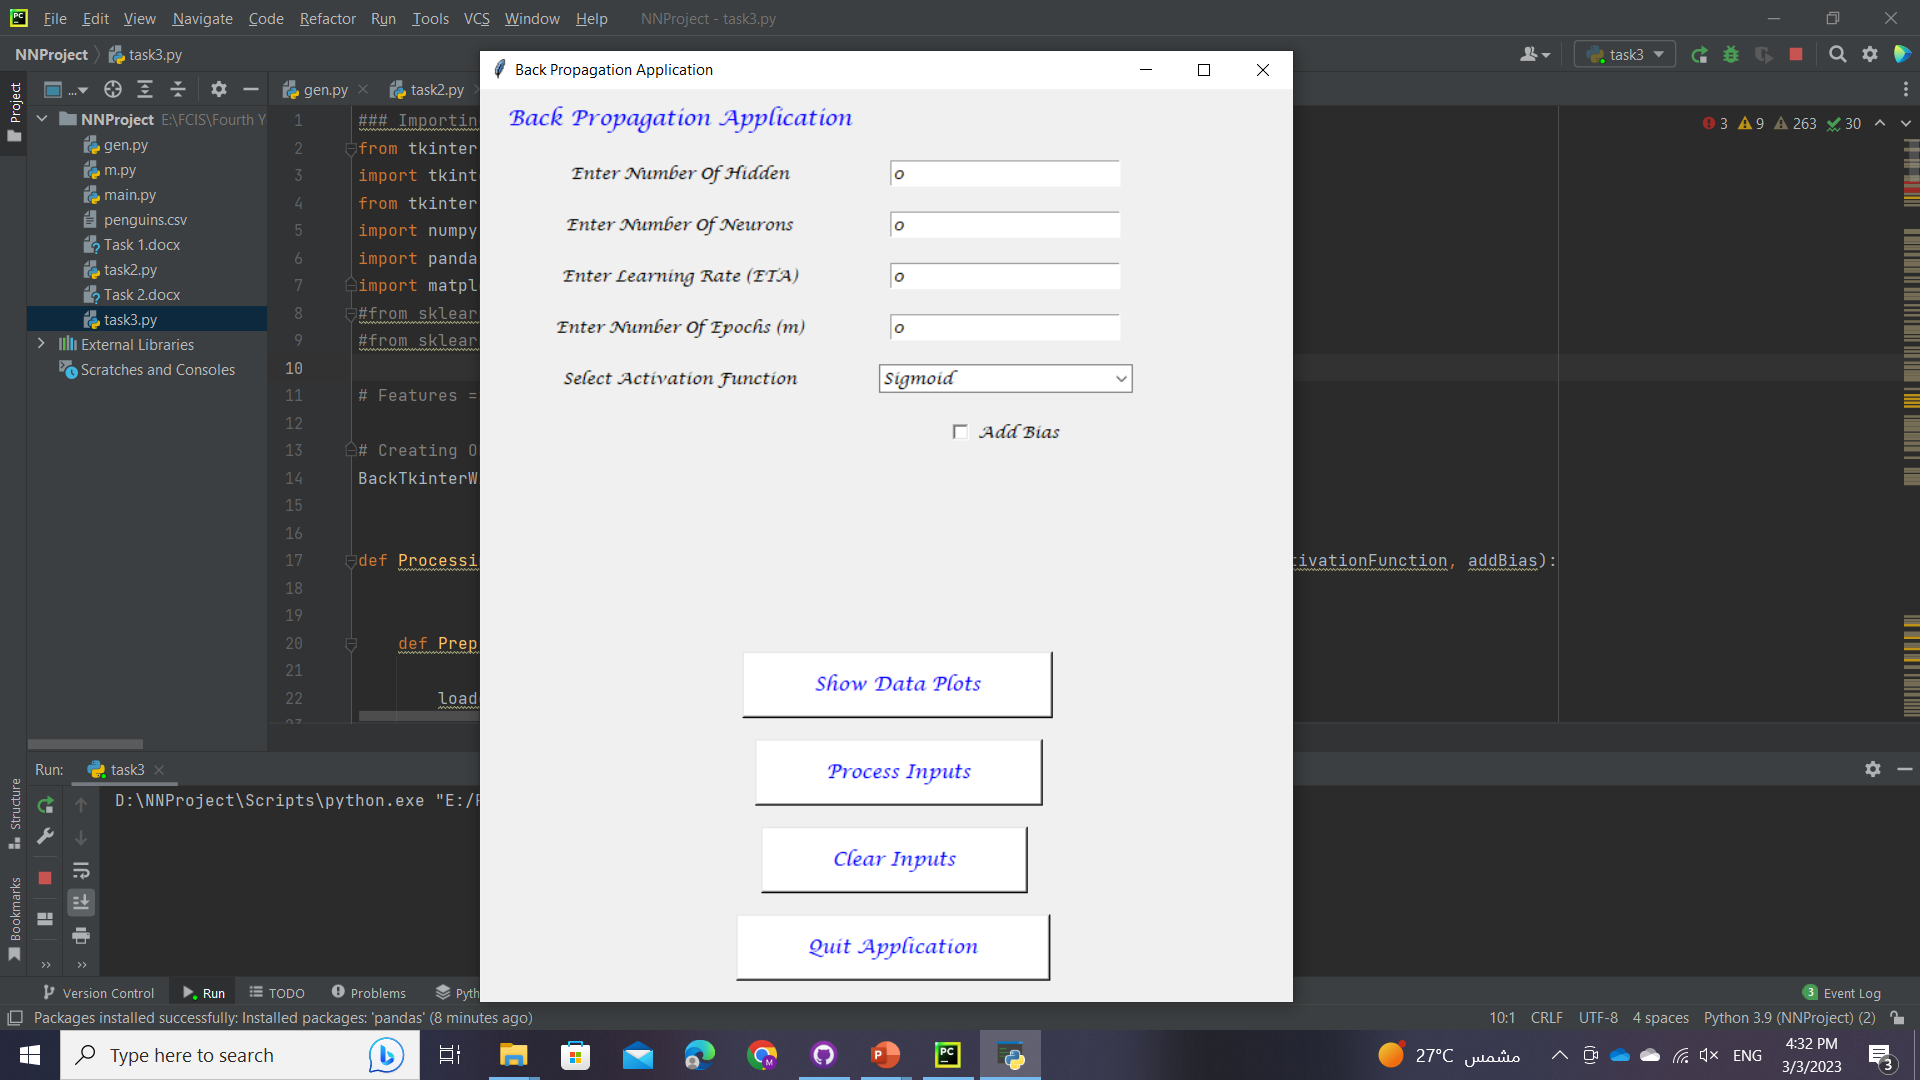 File Edit View Navigate Code Refactor Run Tools VCS Window Help NNProject - task3.py
NNProject task3.py
task3
Project
...
gen.py
task2.py
NNProject E:\FCIS\Fourth Y
gen.py
m.py
main.py
penguins.csv
Task 1.docx
task2.py
Task 2.docx
task3.py
External Libraries
Scratches and Consoles
1 ### Importin
2 from tkinter
3 import tkint
4 from tkinter
5 import numpy
6 import panda
7 import matpl
8 #from sklear
9 #from sklear
10
11 # Features =
12
13 # Creating O
14 BackTkinterW
15
16
17 def Processi
tivationFunction, addBias):
18
19
20 def Prep
21
22 load
3 9 263 30
Back Propagation Application
Back Propagation Application
Enter Number Of Hidden 0
Enter Number Of Neurons 0
Enter Learning Rate (ETA) 0
Enter Number Of Epochs (m) 0
Select Activation Function Sigmoid
Add Bias
Show Data Plots
Process Inputs
Clear Inputs
Quit Application
Run: task3
D:\NNProject\Scripts\python.exe "E:/F
Structure
Bookmarks
Version Control Run TODO Problems Pyth
3 Event Log
Packages installed successfully: Installed packages: 'pandas' (8 minutes ago)
10:1 CRLF UTF-8 4 spaces Python 3.9 (NNProject) (2)
Type here to search
27°C مشمس
ENG
4:32 PM
3/3/2023
3